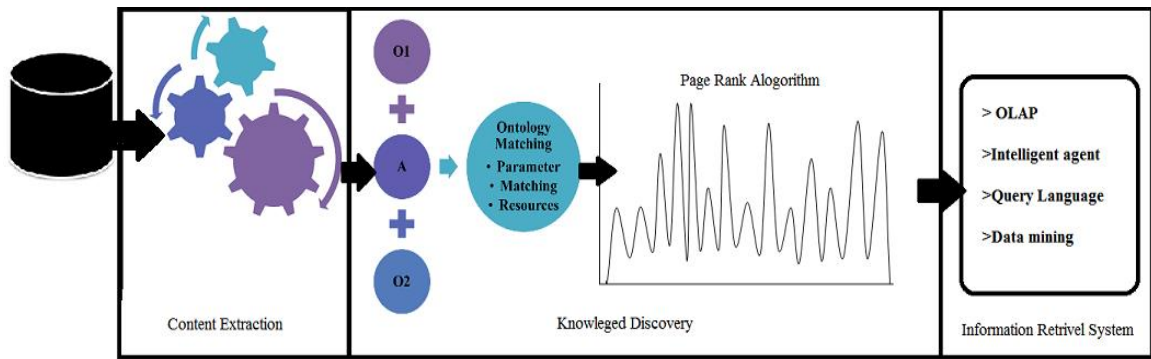 O1
A
O2
Ontology
Matching
• Parameter
• Matching
• Resources
Page Rank Alogorithm
> OLAP
>Intelligent agent
>Query Language
>Data mining
Content Extraction
Knowleged Discovery
Information Retrivel System